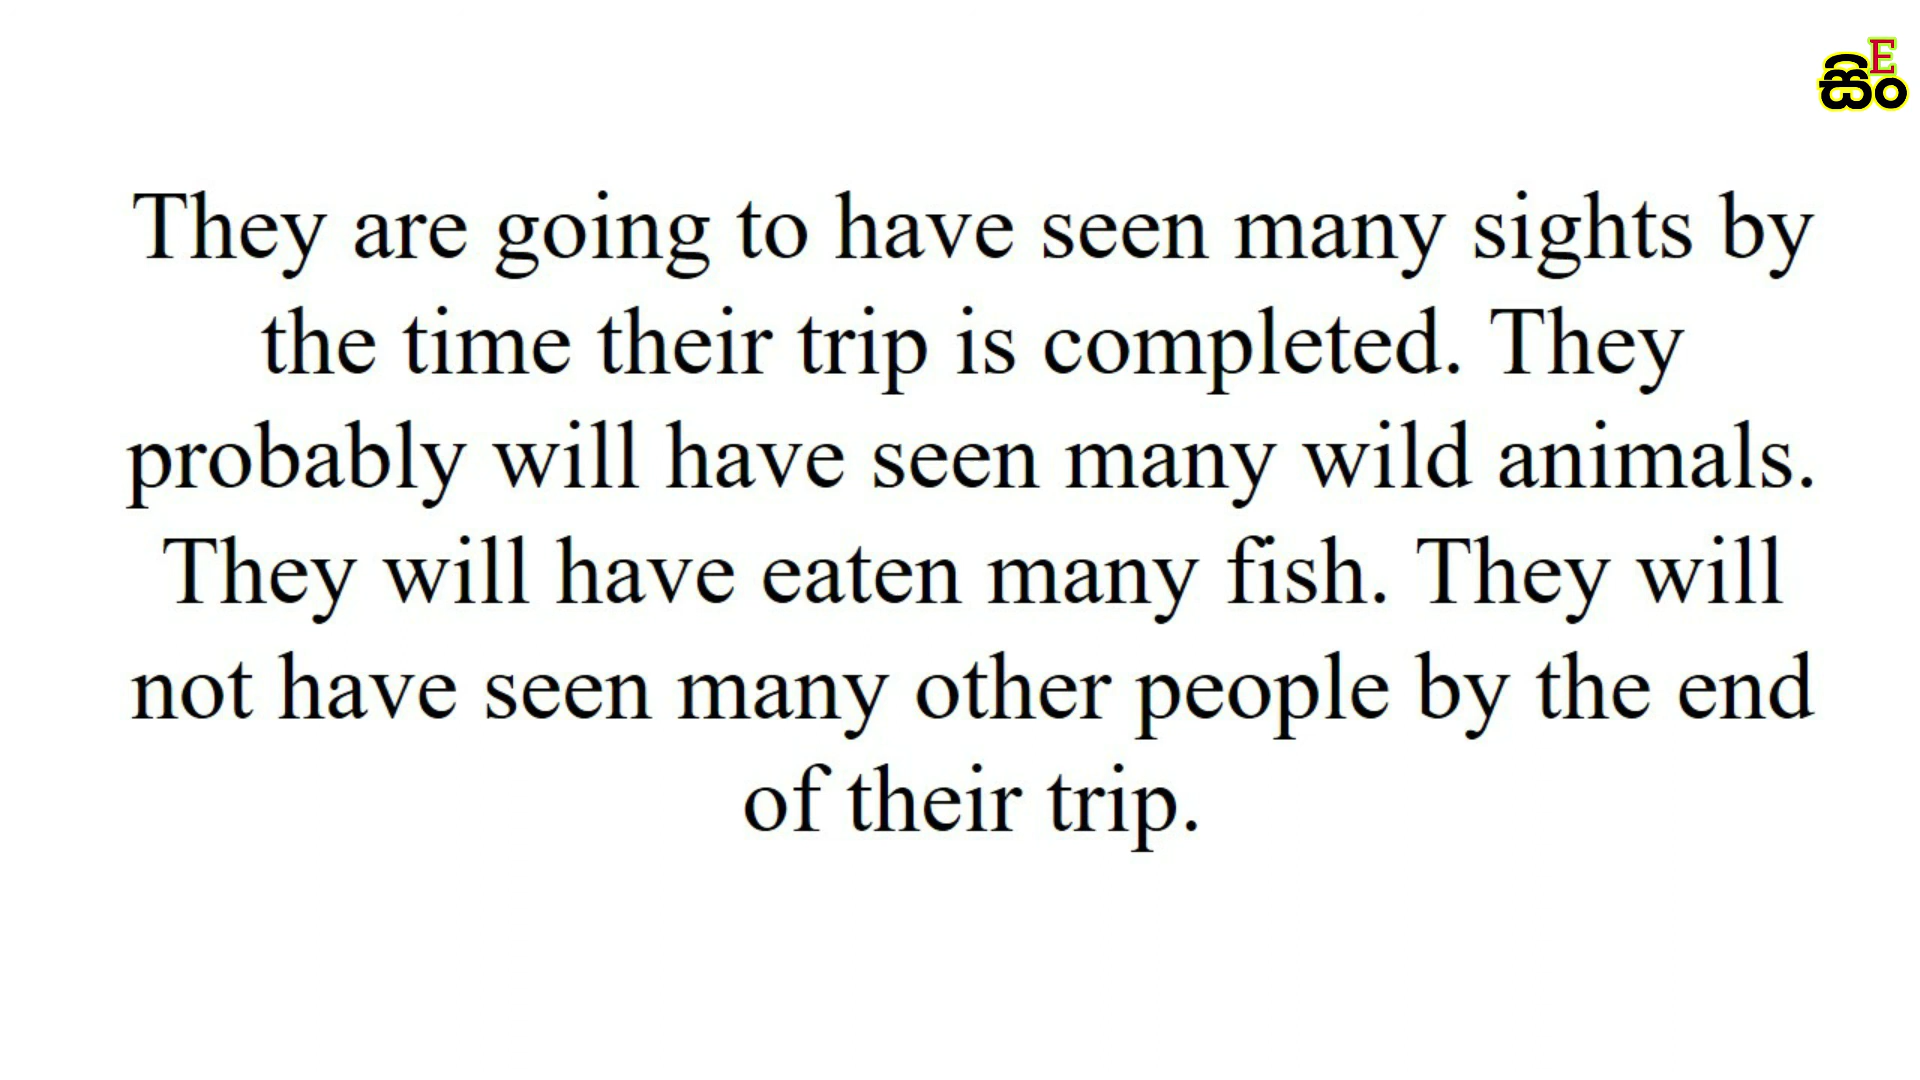 සිංE
They are going to have seen many sights by
the time their trip is completed. They
probably will have seen many wild animals.
They will have eaten many fish. They will
not have seen many other people by the end
of their trip.